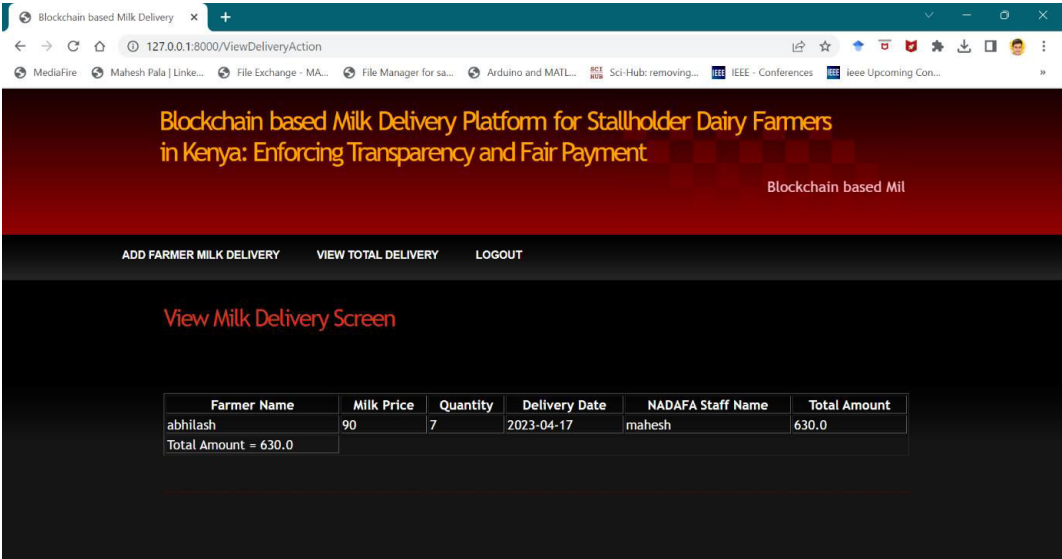 Blockchain based Milk Delivery
127.0.0.1:8000/ViewDeliveryAction
MediaFire Mahesh Pala | Linke... File Exchange - MA... File Manager for sa... Arduino and MATL... SCI HUB Sci-Hub: removing... IEEE IEEE - Conferences IEEE ieee Upcoming Con... »
Blockchain based Milk Delivery Platform for Stallholder Dairy Farmers
in Kenya: Enforcing Transparency and Fair Payment
Blockchain based Mil
ADD FARMER MILK DELIVERY VIEW TOTAL DELIVERY LOGOUT
View Milk Delivery Screen
Farmer Name Milk Price Quantity Delivery Date NADAFA Staff Name Total Amount
abhilash 90 7 2023-04-17 mahesh 630.0
Total Amount = 630.0